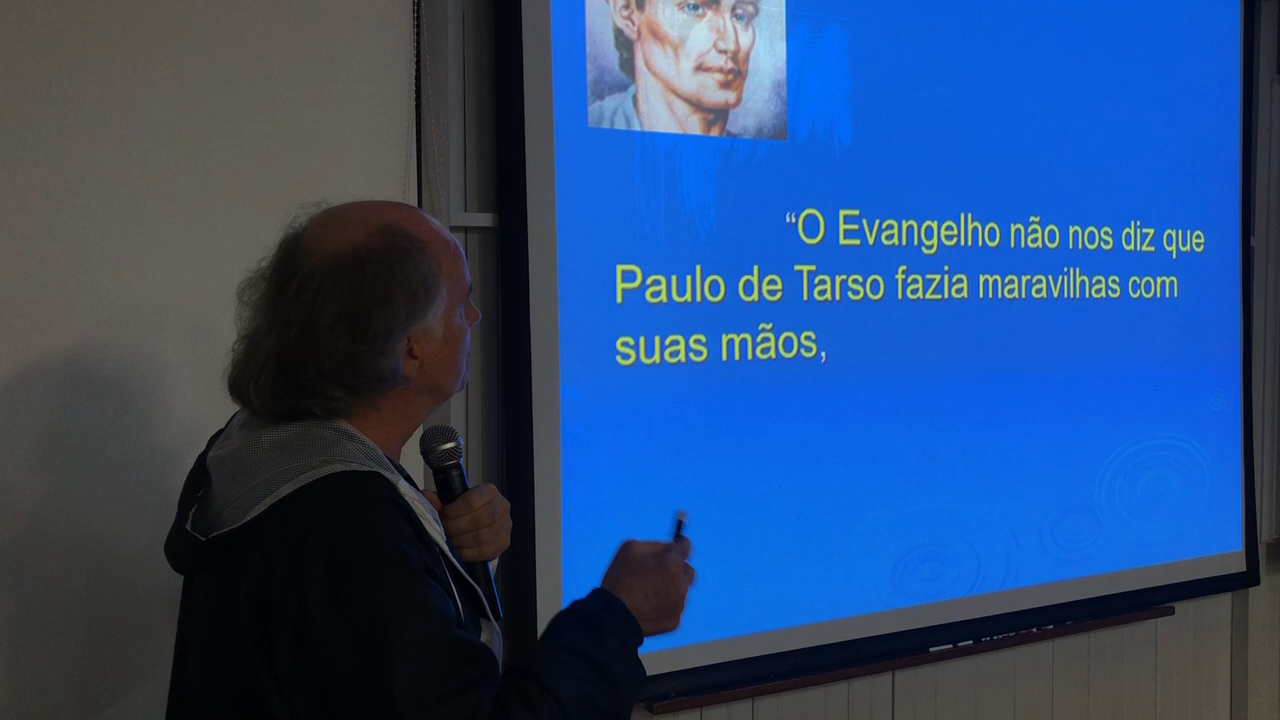 “O Evangelho não nos diz que
Paulo de Tarso fazia maravilhas com
suas mãos,